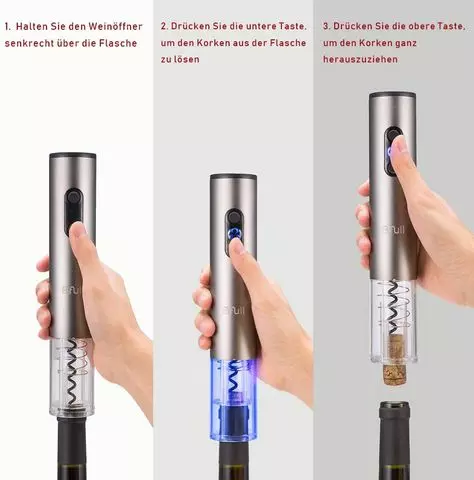 1. Halten Sie den Weinöffner
senkrecht über die Flasche
2. Drücken Sie die untere Taste,
um den Korken aus der Flasche
zu lösen
3. Drücken Sie die obere Taste,
um den Korken ganz
herauszuziehen